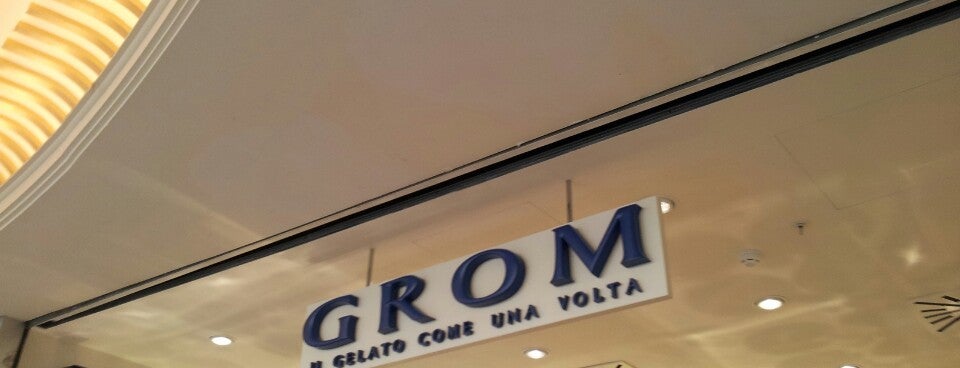 GROM
IL GELATO COME UNA VOLTA